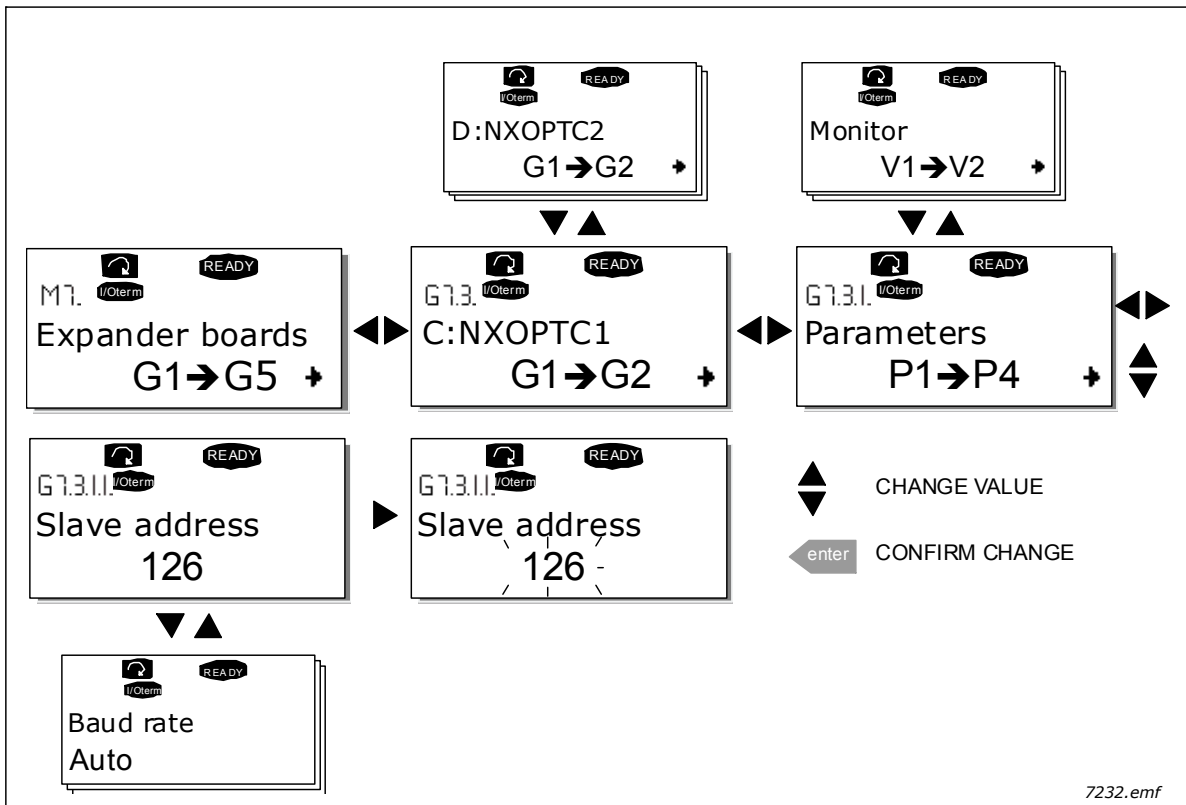 I/Oterm READY
D:NXOPTC2
G1➔G2 ➔
I/Oterm READY
Monitor
V1➔V2 ➔
READY
M7. I/Oterm
Expander boards
G1➔G5 ➔
READY
G7.3. I/Oterm
C:NXOPTC1
G1➔G2 ➔
READY
G7.3.1. I/Oterm
Parameters
P1➔P4 ➔
READY
G7.3.1.1. I/Oterm
Slave address
126
READY
G7.3.1.1. I/Oterm
Slave address
126
CHANGE VALUE
enter CONFIRM CHANGE
I/Oterm READY
Baud rate
Auto
7232.emf